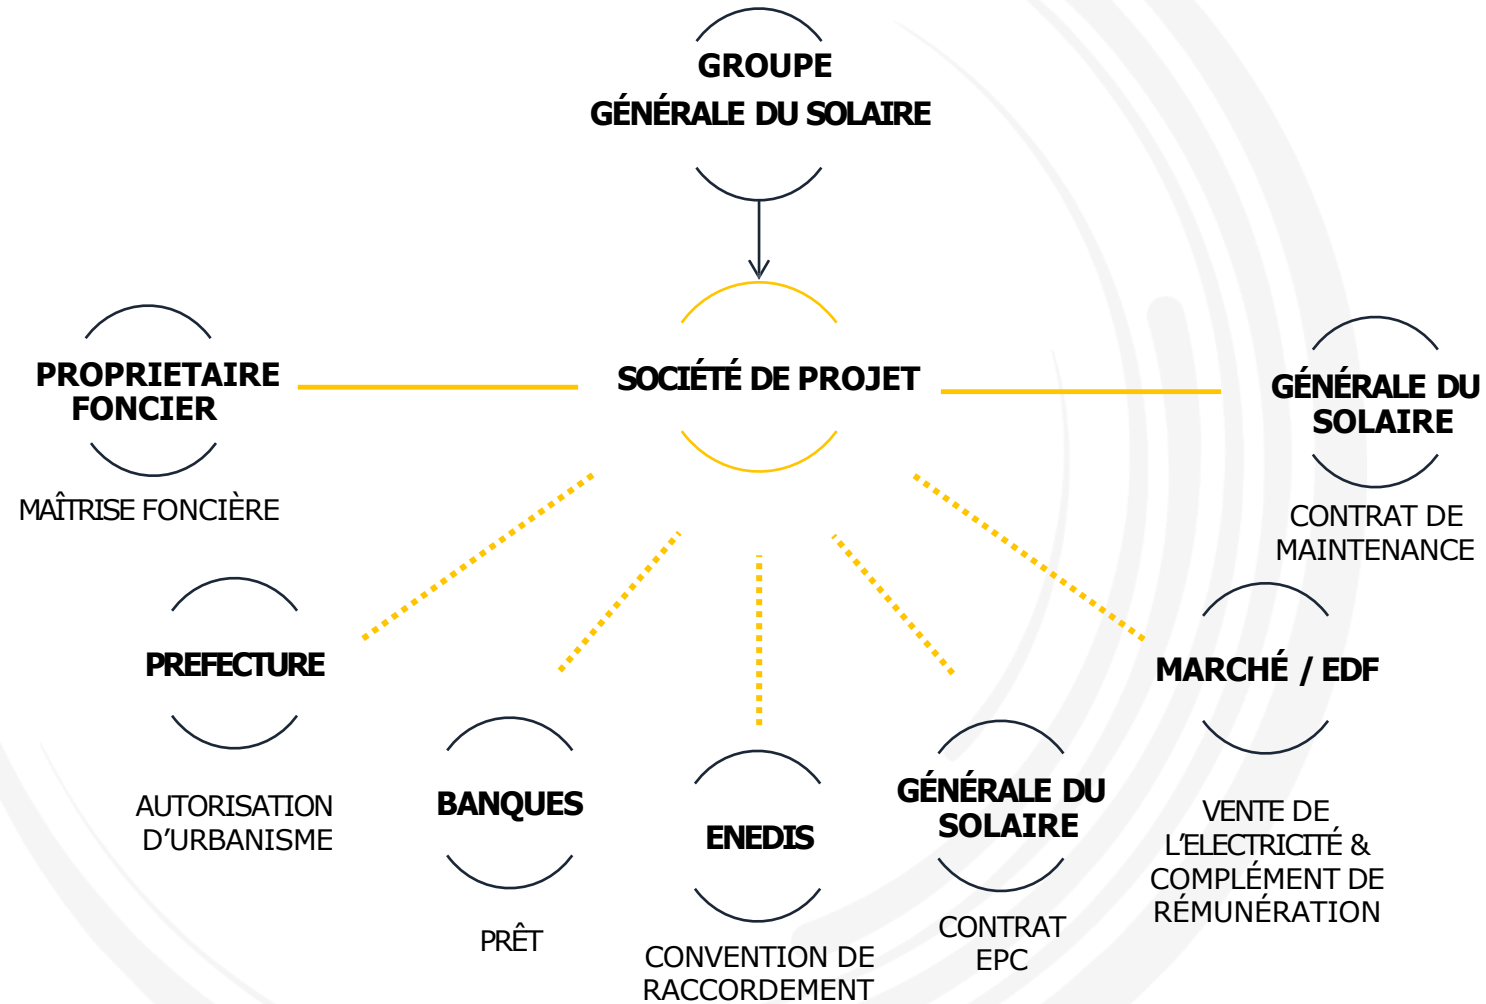 GROUPE
GÉNÉRALE DU SOLAIRE
SOCIÉTÉ DE PROJET
PROPRIETAIRE
FONCIER
MAÎTRISE FONCIÈRE
GÉNÉRALE DU
SOLAIRE
CONTRAT DE
MAINTENANCE
PREFECTURE
AUTORISATION
D’URBANISME
BANQUES
PRÊT
ENEDIS
CONVENTION DE
RACCORDEMENT
GÉNÉRALE DU
SOLAIRE
CONTRAT
EPC
MARCHÉ / EDF
VENTE DE
L’ELECTRICITÉ &
COMPLÉMENT DE
RÉMUNÉRATION